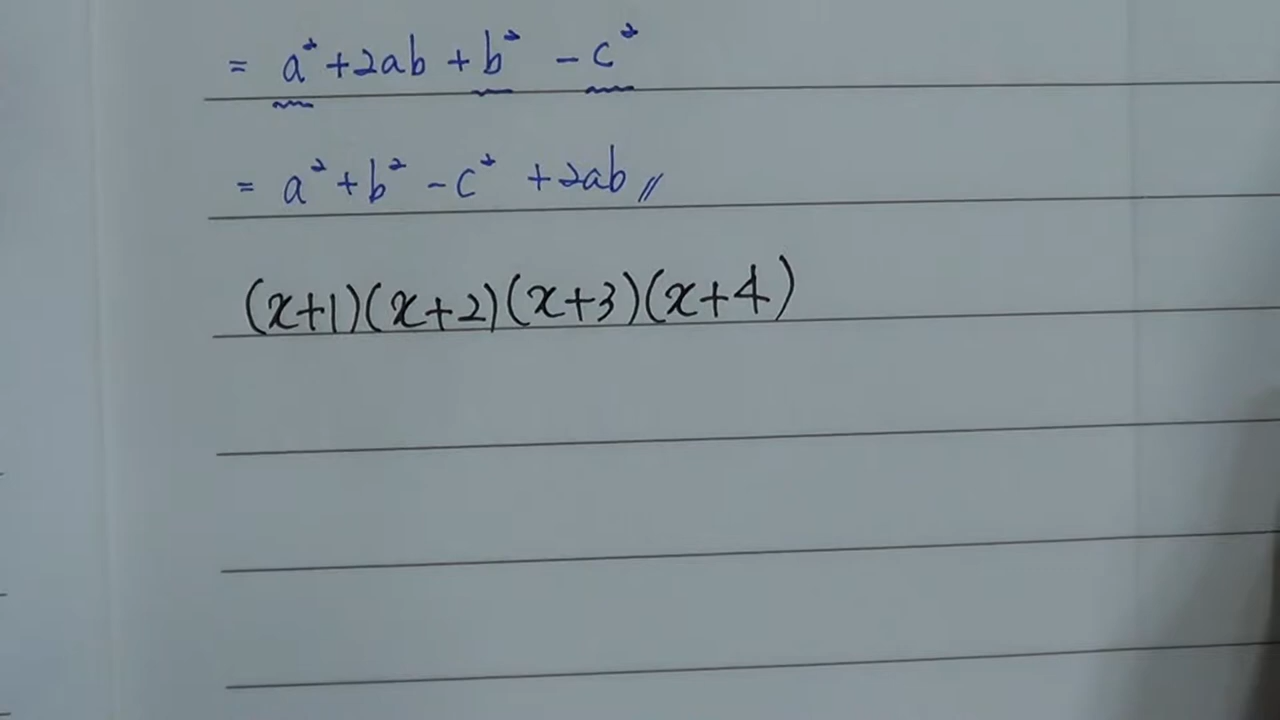 = a² +2ab + b² - c²
= a² + b² - c² + 2ab //
(x+1)(x+2)(x+3)(x+4)